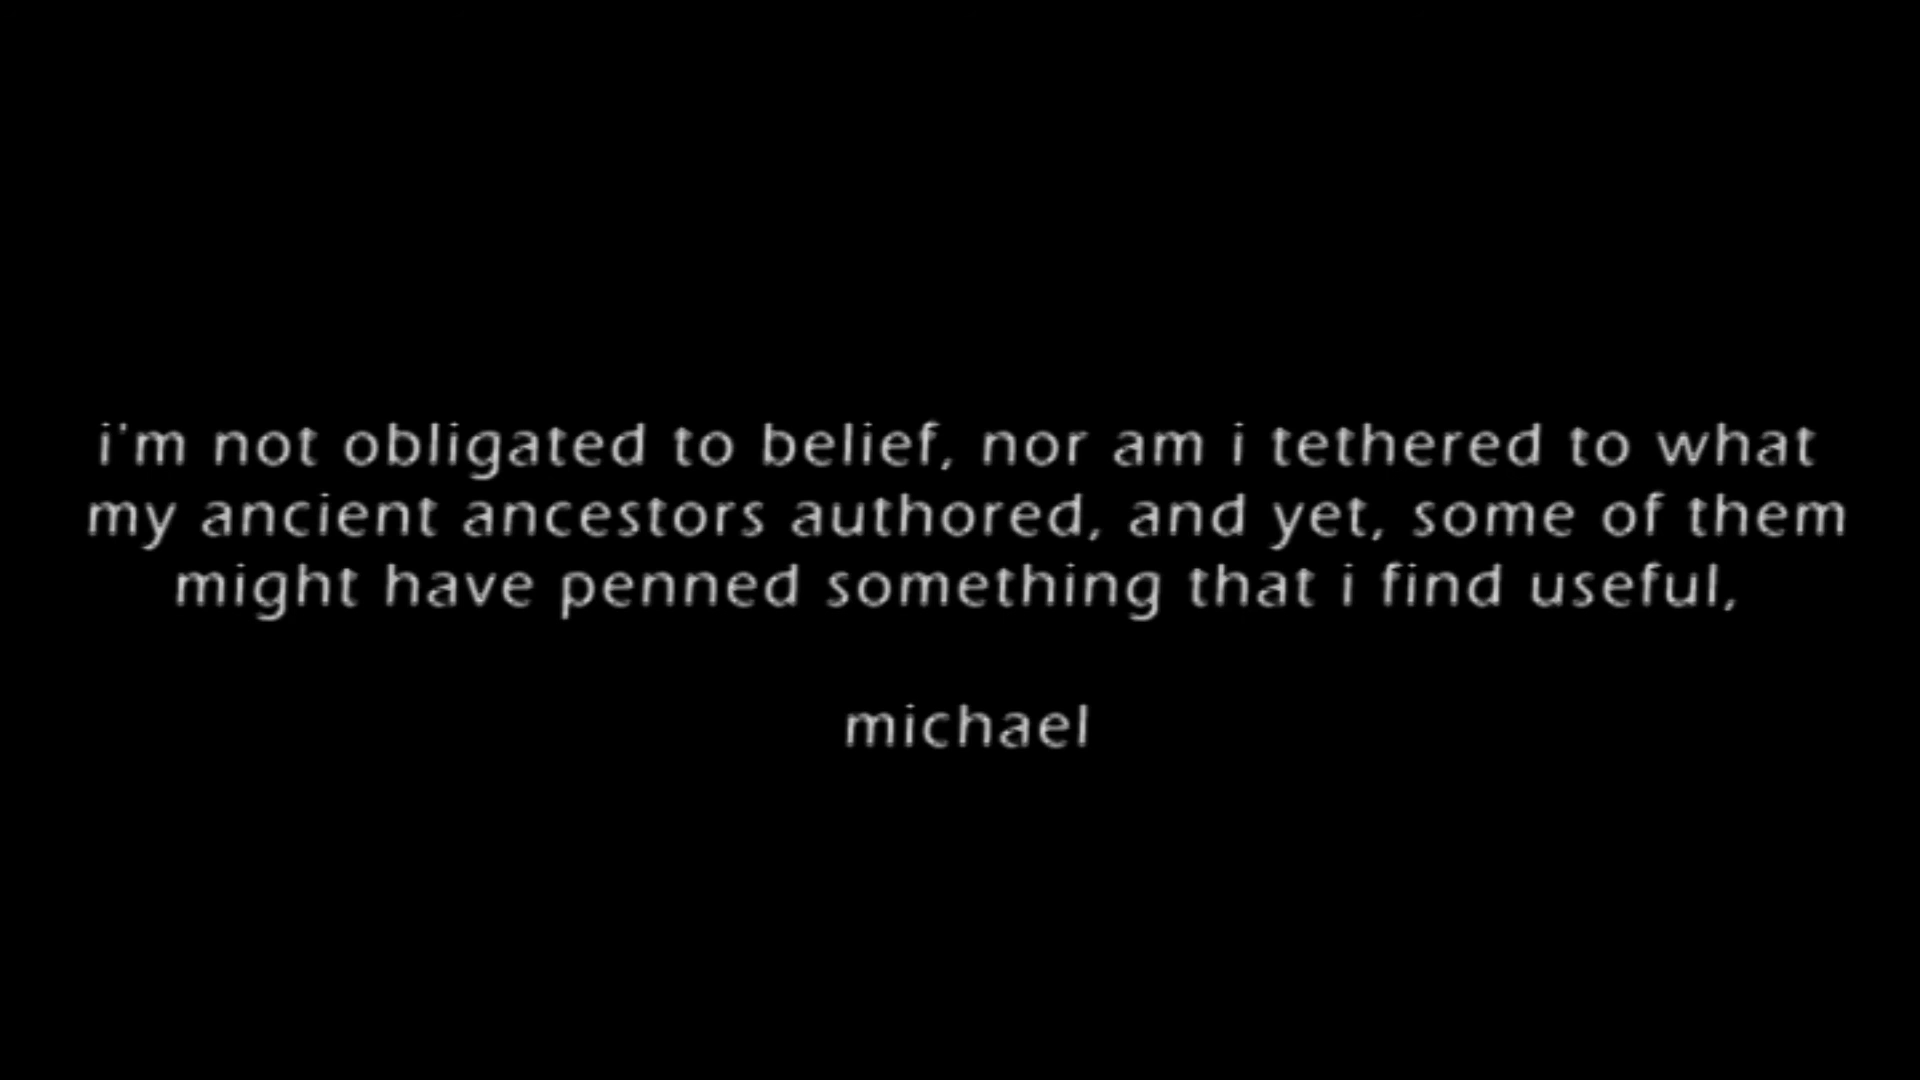 i'm not obligated to belief, nor am i tethered to what
my ancient ancestors authored, and yet, some of them
might have penned something that i find useful,
michael